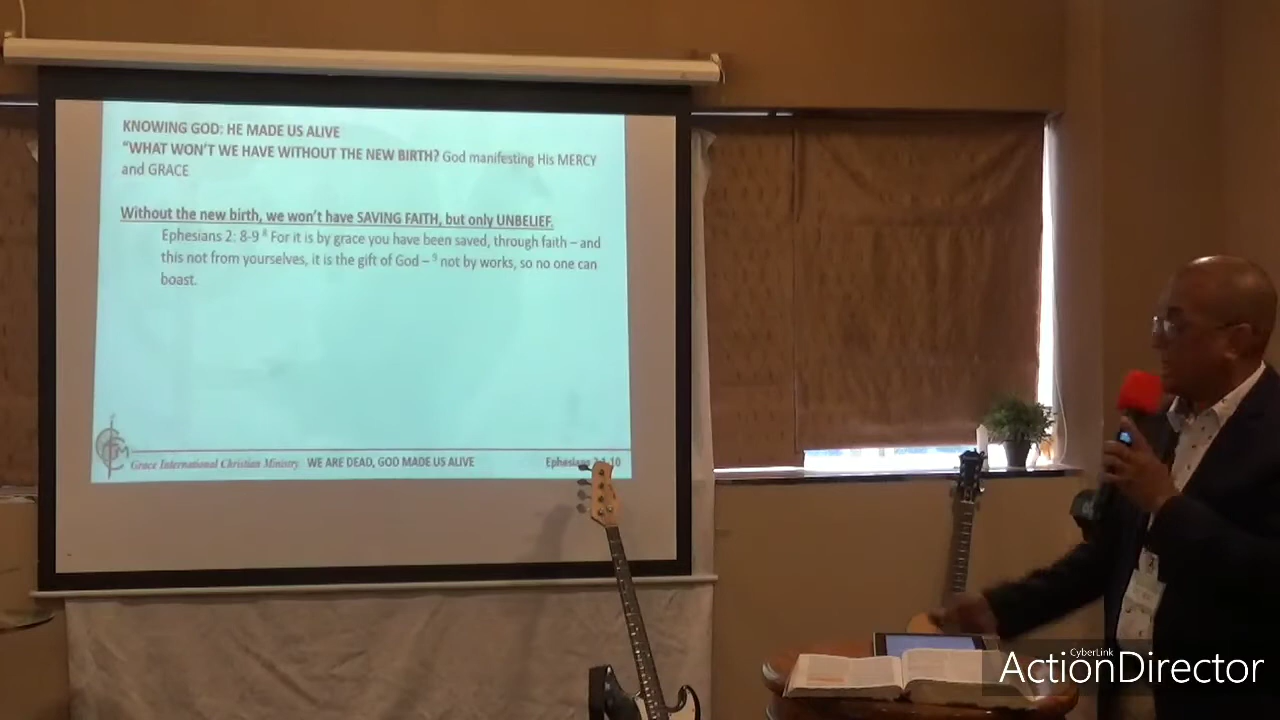 KNOWING GOD: HE MADE US ALIVE
"WHAT WON'T WE HAVE WITHOUT THE NEW BIRTH? God manifesting His MERCY
and GRACE
Without the new birth, we won't have SAVING FAITH, but only UNBELIEF.
Ephesians 2: 8-9 ⁸ For it is by grace you have been saved, through faith – and
this not from yourselves, it is the gift of God – ⁹ not by works, so no one can
boast.
Grace International Christian Ministry WE ARE DEAD, GOD MADE US ALIVE Ephesians
CyberLink
ActionDirector